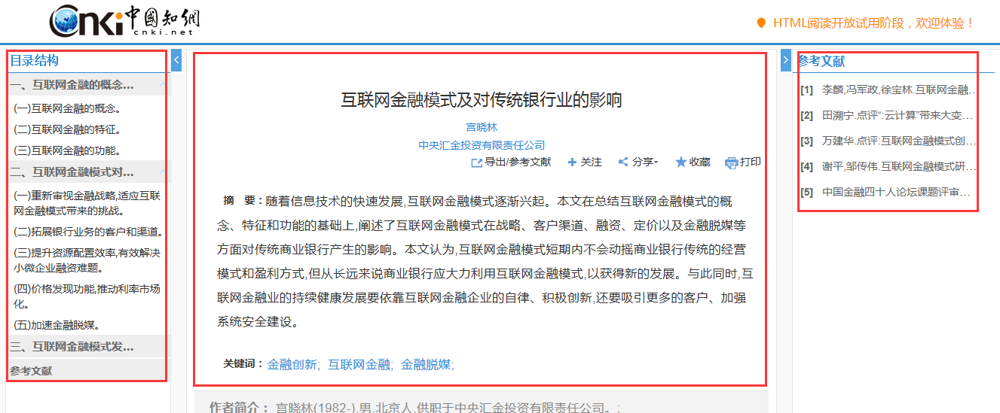 Cnki中國知網
cnki.net
HTML阅读开放试用阶段，欢迎体验！
目录结构
一、互联网金融的概念...
(一)互联网金融的概念。
(二)互联网金融的特征。
(三)互联网金融的功能。
二、互联网金融模式对...
(一)重新审视金融战略,适应互联
网金融模式带来的挑战。
(二)拓展银行业务的客户和渠道。
(三)提升资源配置效率,有效解决
小微企业融资难题。
(四)价格发现功能,推动利率市场
化。
(五)加速金融脱媒。
三、互联网金融模式发...
参考文献
互联网金融模式及对传统银行业的影响
宫晓林
中央汇金投资有限责任公司
导出/参考文献 关注 分享 收藏 打印
摘 要：随着信息技术的快速发展,互联网金融模式逐渐兴起。本文在总结互联网金融模式的概
念、特征和功能的基础上,阐述了互联网金融模式在战略、客户渠道、融资、定价以及金融脱媒等
方面对传统商业银行产生的影响。本文认为,互联网金融模式短期内不会动摇商业银行传统的经营
模式和盈利方式,但从长远来说商业银行应大力利用互联网金融模式,以获得新的发展。与此同时,互
联网金融业的持续健康发展要依靠互联网金融企业的自律、积极创新,还要吸引更多的客户、加强
系统安全建设。
关键词：金融创新; 互联网金融; 金融脱媒;
作者简介： 宫晓林(1982-),男,北京人,供职于中央汇金投资有限责任公司。;
参考文献
[1] 李麟,冯军政,徐宝林.互联网金融...
[2] 田溯宁.点评“:云计算”带来大变...
[3] 万建华.点评:互联网金融模式创...
[4] 谢平,邹传伟.互联网金融模式研...
[5] 中国金融四十人论坛课题评审...